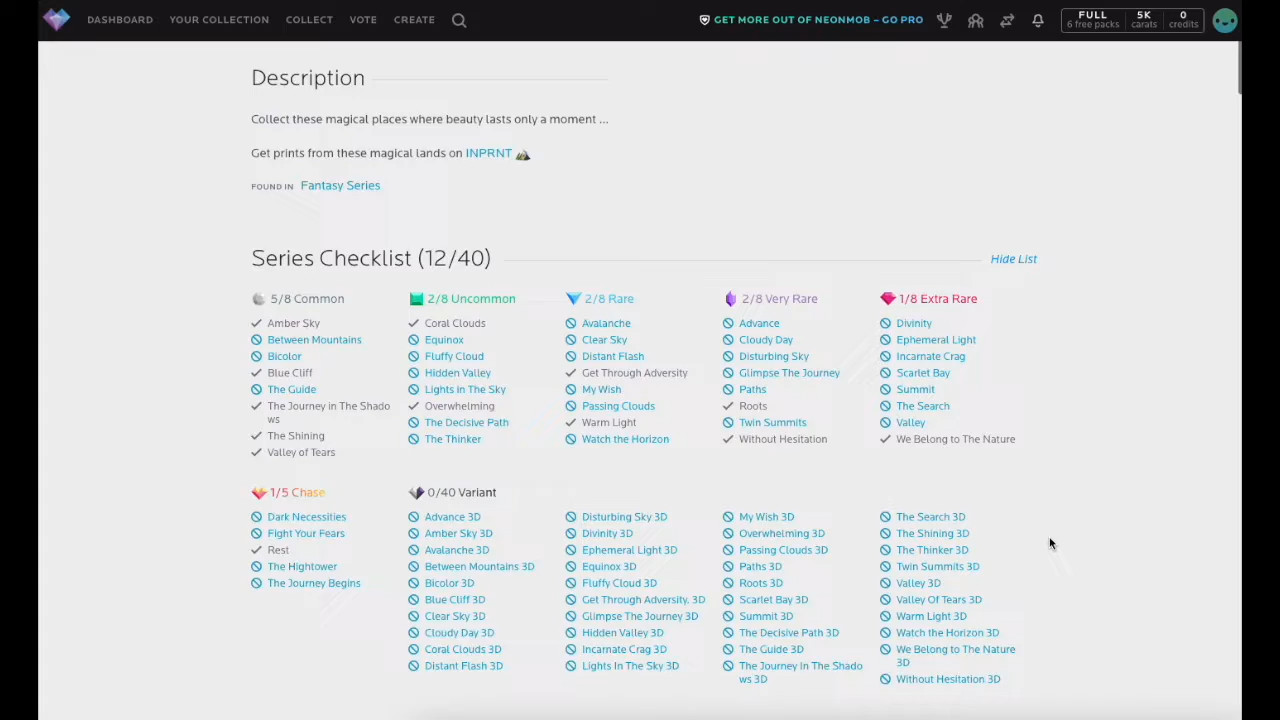 DASHBOARD YOUR COLLECTION COLLECT VOTE CREATE GET MORE OUT OF NEONMOB – GO PRO FULL 5K 0
6 free packs carats credits
Description
Collect these magical places where beauty lasts only a moment ...
Get prints from these magical lands on INPRNT
FOUND IN Fantasy Series
Series Checklist (12/40) Hide List
5/8 Common
Amber Sky
Between Mountains
Bicolor
Blue Cliff
The Guide
The Journey in The Shado
ws
The Shining
Valley of Tears
2/8 Uncommon
Coral Clouds
Equinox
Fluffy Cloud
Hidden Valley
Lights in The Sky
Overwhelming
The Decisive Path
The Thinker
2/8 Rare
Avalanche
Clear Sky
Distant Flash
Get Through Adversity
My Wish
Passing Clouds
Warm Light
Watch the Horizon
2/8 Very Rare
Advance
Cloudy Day
Disturbing Sky
Glimpse The Journey
Paths
Roots
Twin Summits
Without Hesitation
1/8 Extra Rare
Divinity
Ephemeral Light
Incarnate Crag
Scarlet Bay
Summit
The Search
Valley
We Belong to The Nature
1/5 Chase
Dark Necessities
Fight Your Fears
Rest
The Hightower
The Journey Begins
0/40 Variant
Advance 3D
Amber Sky 3D
Avalanche 3D
Between Mountains 3D
Bicolor 3D
Blue Cliff 3D
Clear Sky 3D
Cloudy Day 3D
Coral Clouds 3D
Distant Flash 3D
Disturbing Sky 3D
Divinity 3D
Ephemeral Light 3D
Equinox 3D
Fluffy Cloud 3D
Get Through Adversity. 3D
Glimpse The Journey 3D
Hidden Valley 3D
Incarnate Crag 3D
Lights In The Sky 3D
My Wish 3D
Overwhelming 3D
Passing Clouds 3D
Paths 3D
Roots 3D
Scarlet Bay 3D
Summit 3D
The Decisive Path 3D
The Guide 3D
The Journey In The Shado
ws 3D
The Search 3D
The Shining 3D
The Thinker 3D
Twin Summits 3D
Valley 3D
Valley Of Tears 3D
Warm Light 3D
Watch the Horizon 3D
We Belong to The Nature
3D
Without Hesitation 3D